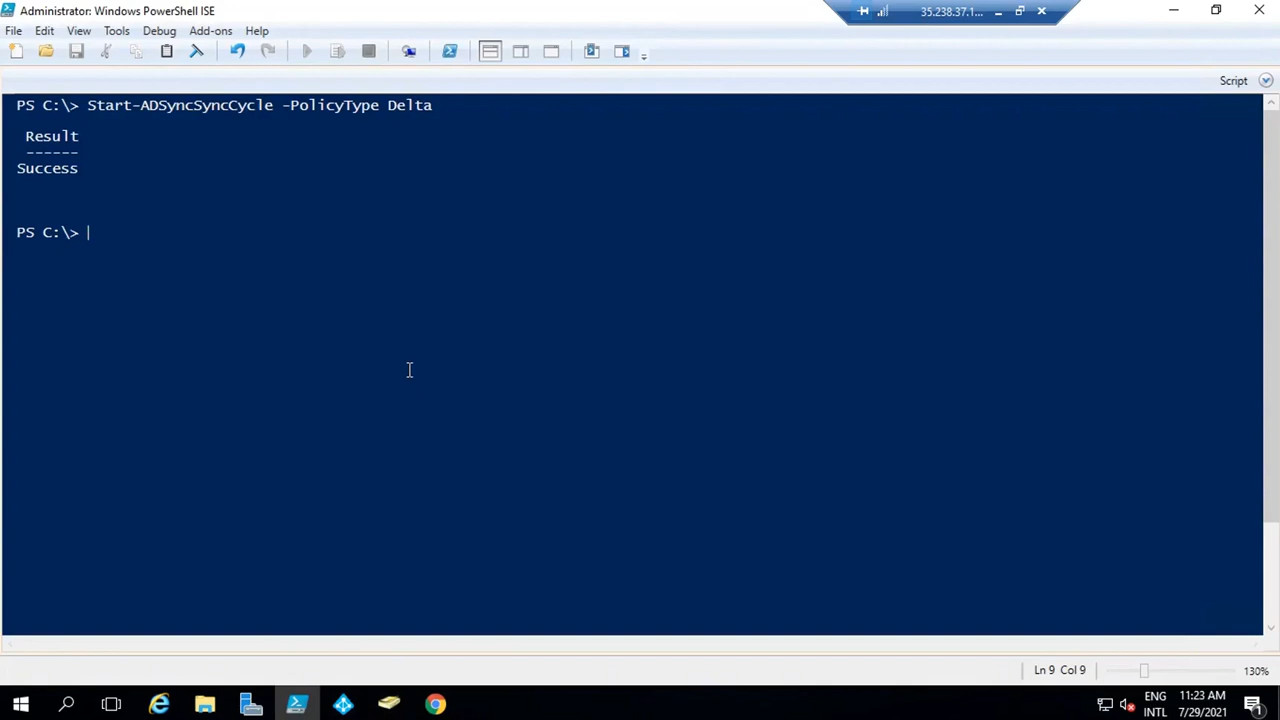 Administrator: Windows PowerShell ISE
35.238.37.1...
File Edit View Tools Debug Add-ons Help
Script
PS C:\> Start-ADSyncSyncCycle -PolicyType Delta
Result
------
Success
PS C:\>
Ln 9 Col 9
130%
ENG
INTL
11:23 AM
7/29/2021
1